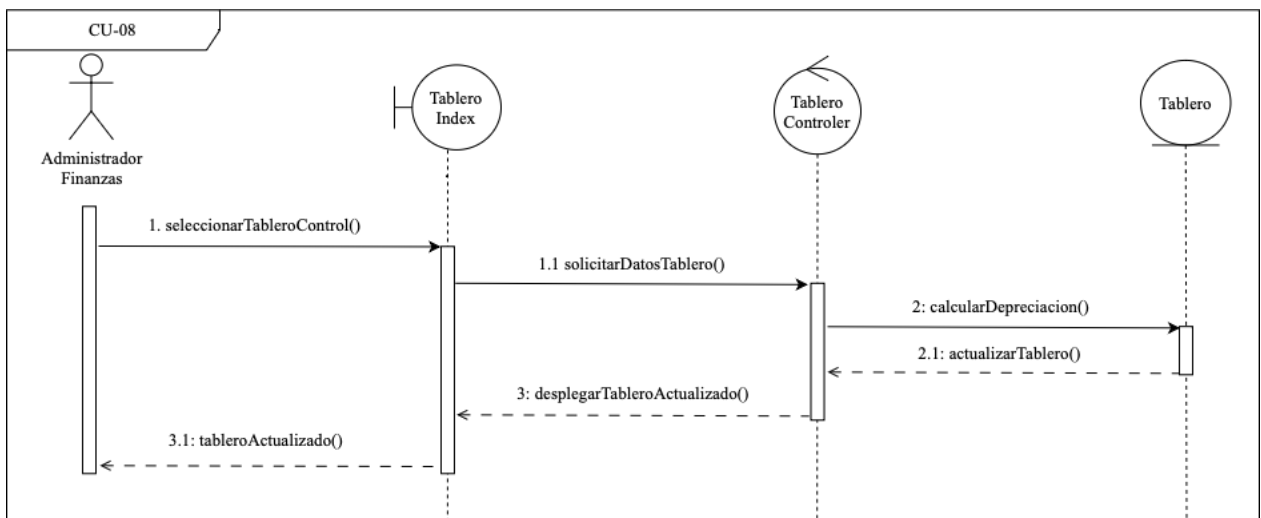 CU-08
Tablero
Index
Tablero
Controler
Tablero
Administrador
Finanzas
1. seleccionarTableroControl()
1.1 solicitarDatosTablero()
2: calcularDepreciacion()
2.1: actualizarTablero()
3: desplegarTableroActualizado()
3.1: tableroActualizado()